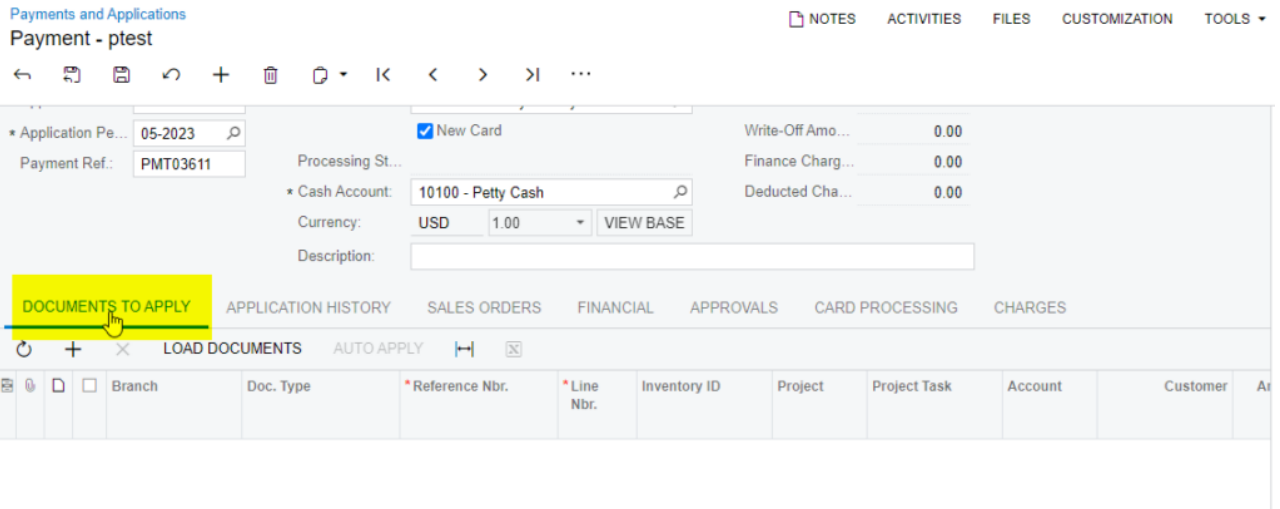 Payments and Applications
NOTES ACTIVITIES FILES CUSTOMIZATION TOOLS
Payment - ptest
* Application Pe... 05-2023 New Card Write-Off Amo... 0.00
Payment Ref.: PMT03611 Processing St... Finance Charg... 0.00
* Cash Account: 10100 - Petty Cash Deducted Cha... 0.00
Currency: USD 1.00 VIEW BASE
Description:
DOCUMENTS TO APPLY APPLICATION HISTORY SALES ORDERS FINANCIAL APPROVALS CARD PROCESSING CHARGES
LOAD DOCUMENTS AUTO APPLY
Branch Doc. Type * Reference Nbr. * Line Inventory ID Project Project Task Account Customer
Nbr.